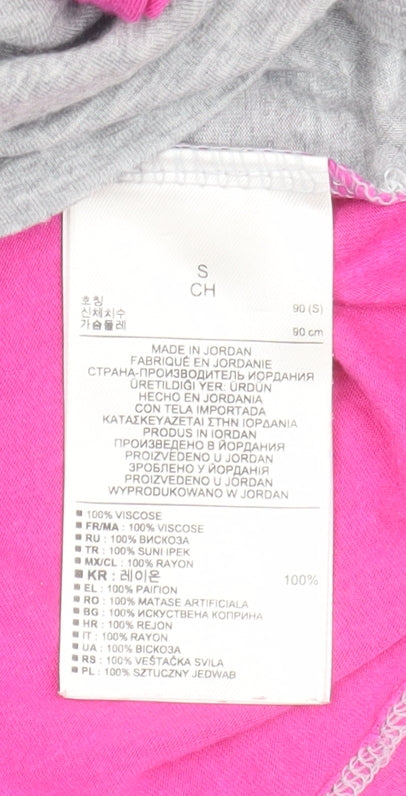 S
CH
호칭 90 (S)
신체치수
가슴둘레 90 cm
MADE IN JORDAN
FABRIQUÉ EN JORDANIE
СТРАНА-ПРОИЗВОДИТЕЛЬ ИОРДАНИЯ
ÜRETILDIĞI YER: ÜRDÜN
HECHO EN JORDANIA
CON TELA IMPORTADA
ΚΑΤΑΣΚΕΥΑΖΕΤΑΙ ΣΤΗΝ ΙΟΡΔΑΝΙΑ
PRODUS IN IORDAN
ПРОИЗВЕДЕНО В ЙОРДАНИЯ
PROIZVEDENO U JORDAN
ЗРОБЛЕНО У ЙОРДАНІЯ
PROIZVEDENO U JORDAN
WYPRODUKOWANO W JORDAN
100% VISCOSE
FR/MA : 100% VISCOSE
RU : 100% ВИСКОЗА
TR : 100% SUNI IPEK
MX/CL : 100% RAYON
KR : 레이온 100%
EL : 100% ΡΑΙΓΙΟΝ
RO : 100% MATASE ARTIFICIALA
BG : 100% ИСКУСТВЕНА КОПРИНА
HR : 100% REJON
IT : 100% RAYON
UA : 100% ВІСКОЗА
RS : 100% VEŠTAČKA SVILA
PL : 100% SZTUCZNY JEDWAB